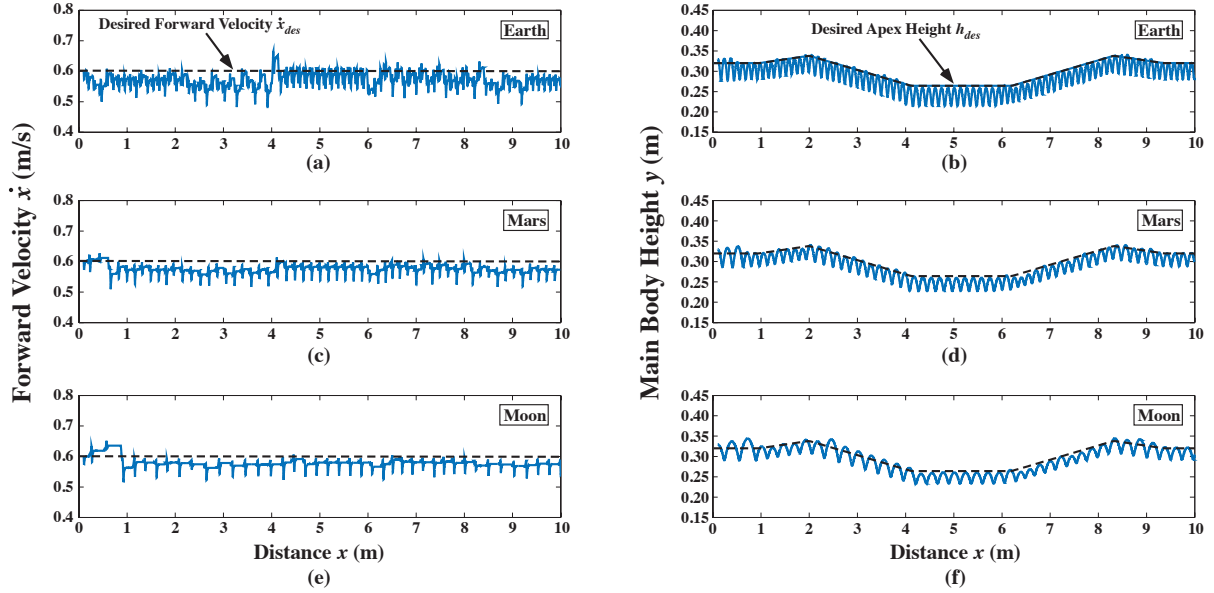 Forward Velocity ẋ (m/s)
0.8
0.7
0.6
0.5
0.4
Desired Forward Velocity ẋ_des
Earth
0 1 2 3 4 5 6 7 8 9 10
(a)
Main Body Height y (m)
0.45
0.40
0.35
0.30
0.25
0.20
0.15
Desired Apex Height h_des
Earth
0 1 2 3 4 5 6 7 8 9 10
(b)
0.8
0.7
0.6
0.5
0.4
Mars
0 1 2 3 4 5 6 7 8 9 10
(c)
0.45
0.40
0.35
0.30
0.25
0.20
0.15
Mars
0 1 2 3 4 5 6 7 8 9 10
(d)
0.8
0.7
0.6
0.5
0.4
Moon
0 1 2 3 4 5 6 7 8 9 10
Distance x (m)
(e)
0.45
0.40
0.35
0.30
0.25
0.20
0.15
Moon
0 1 2 3 4 5 6 7 8 9 10
Distance x (m)
(f)